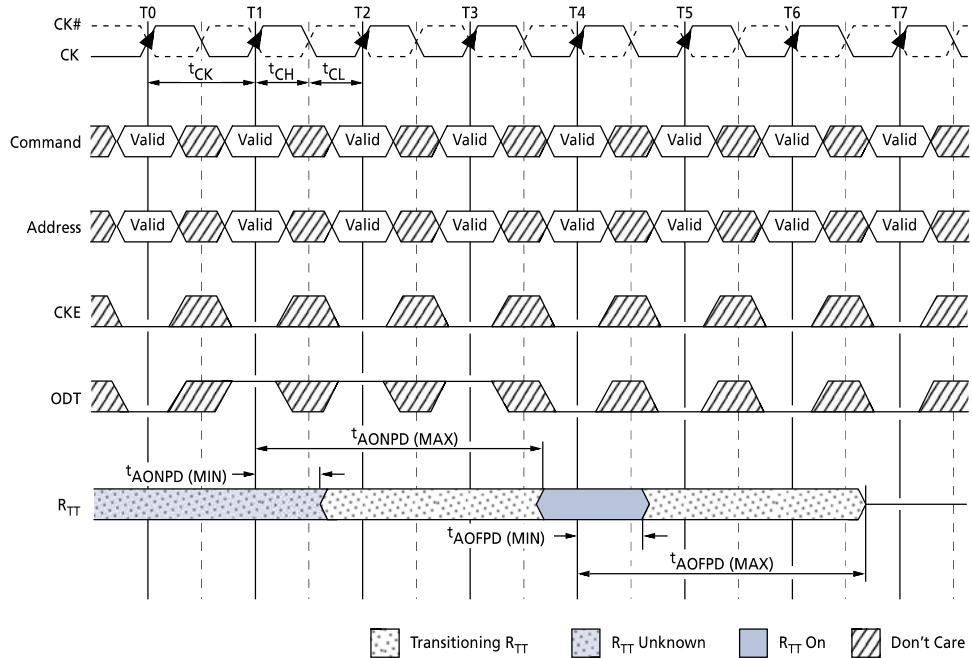 T0 T1 T2 T3 T4 T5 T6 T7
CK#
CK
tCK tCH tCL
Command Valid Valid Valid Valid Valid Valid Valid Valid
Address Valid Valid Valid Valid Valid Valid Valid Valid
CKE
ODT
tAONPD (MAX)
tAONPD (MIN)
RTT
tAOFPD (MIN)
tAOFPD (MAX)
Transitioning RTT RTT Unknown RTT On Don't Care